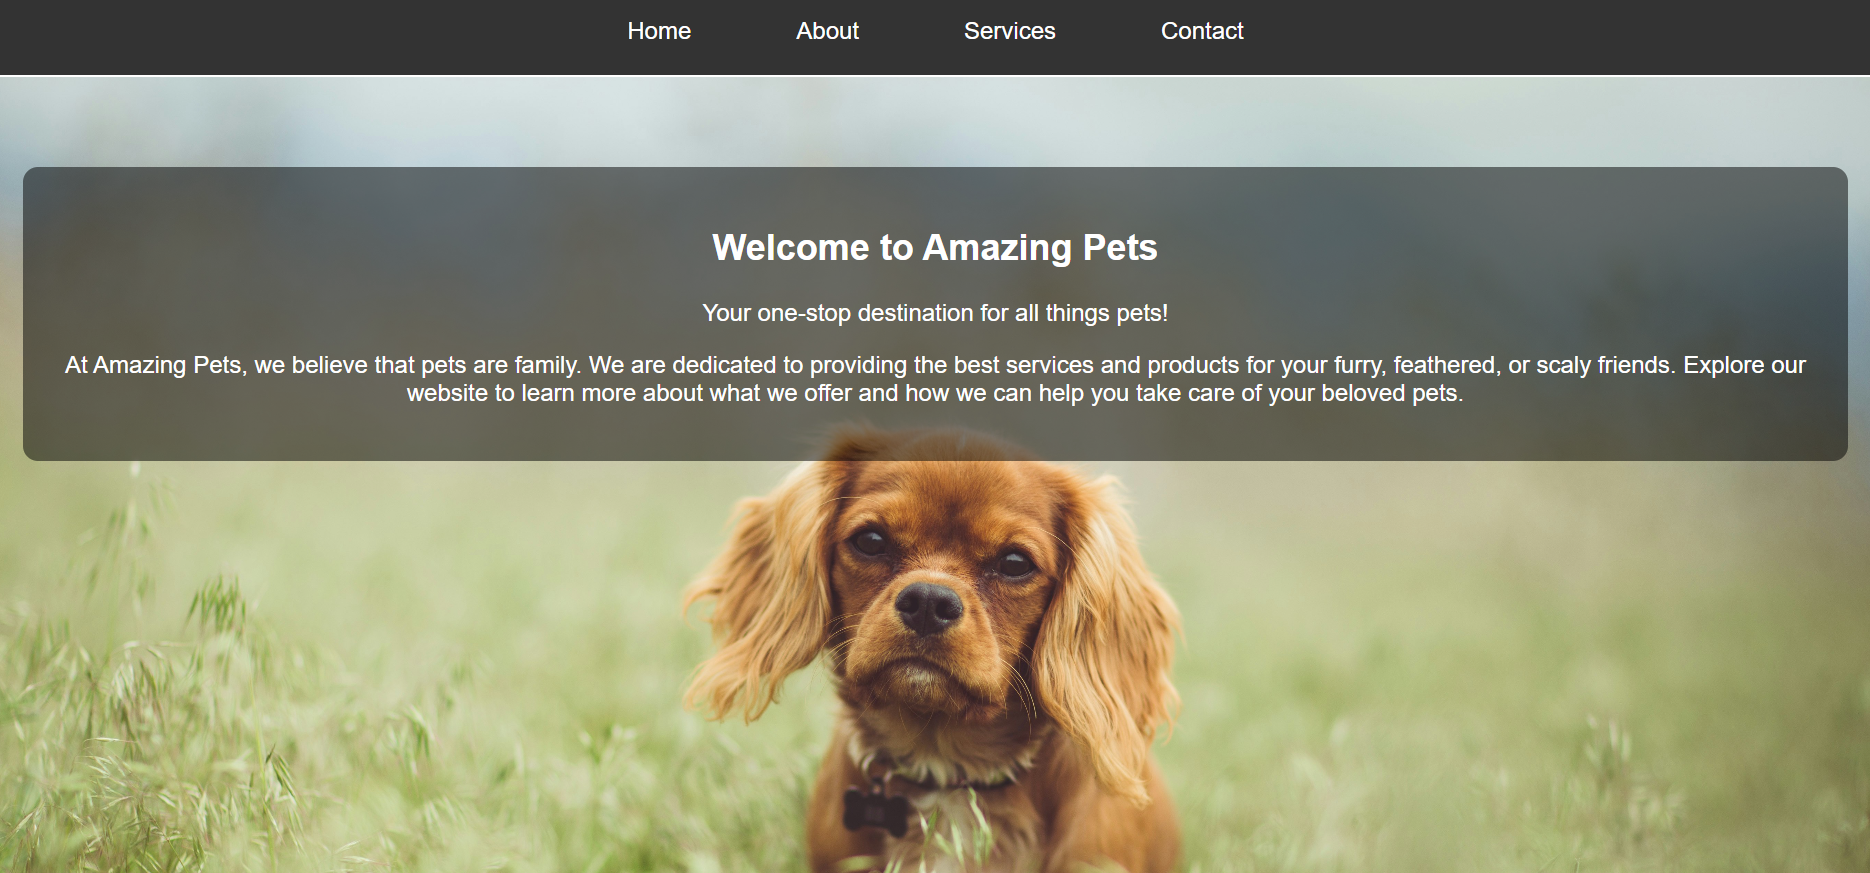 Home About Services Contact
Welcome to Amazing Pets
Your one-stop destination for all things pets!
At Amazing Pets, we believe that pets are family. We are dedicated to providing the best services and products for your furry, feathered, or scaly friends. Explore our
website to learn more about what we offer and how we can help you take care of your beloved pets.